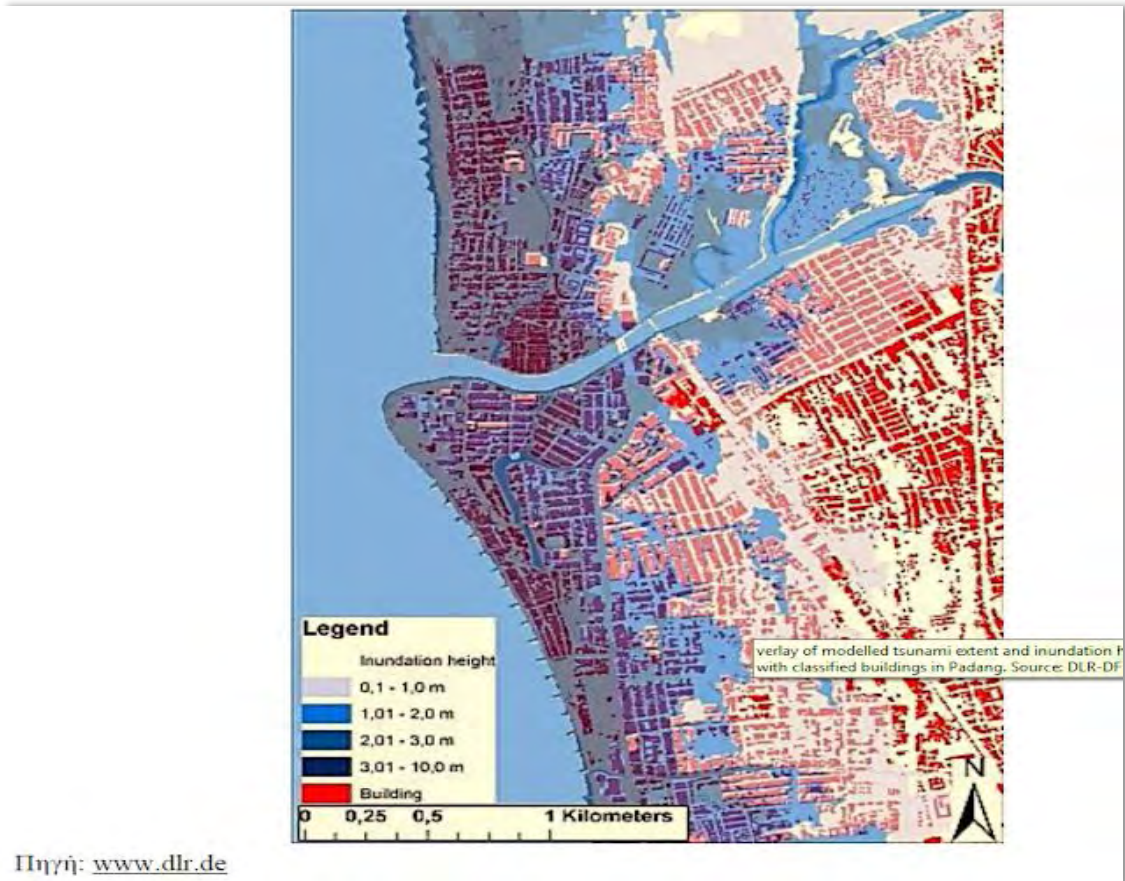 Legend
Inundation height
0,1 - 1,0 m
1,01 - 2,0 m
2,01 - 3,0 m
3,01 - 10,0 m
Building
0 0,25 0,5 1 Kilometers
verlay of modelled tsunami extent and inundation
with classified buildings in Padang. Source: DLR-DF
N
Πηγή: www.dlr.de